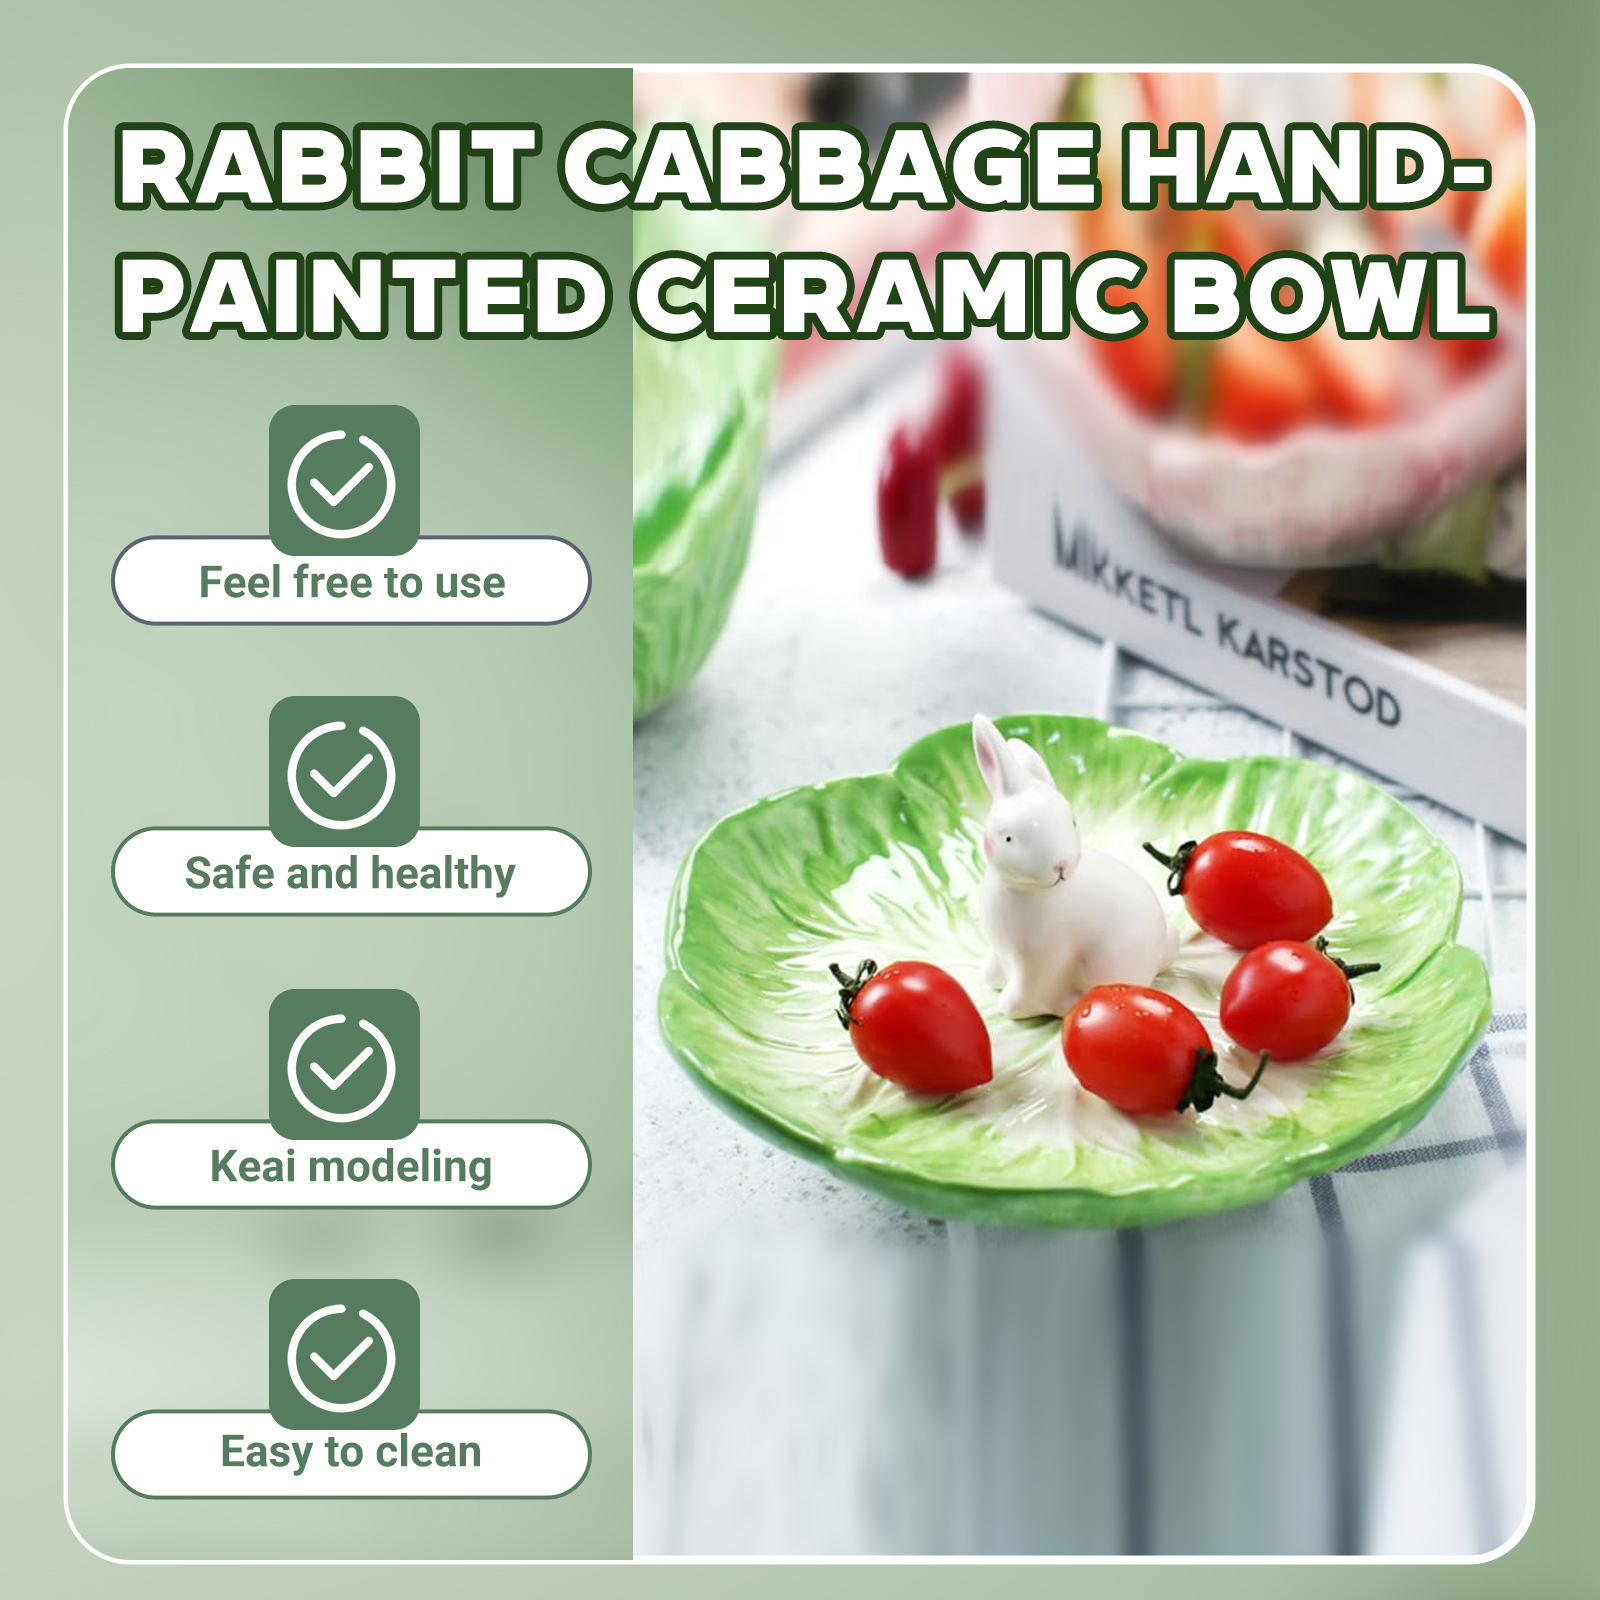 RABBIT CABBAGE HAND-
PAINTED CERAMIC BOWL
Feel free to use
Safe and healthy
Keai modeling
Easy to clean
MIKKETL KARSTOD